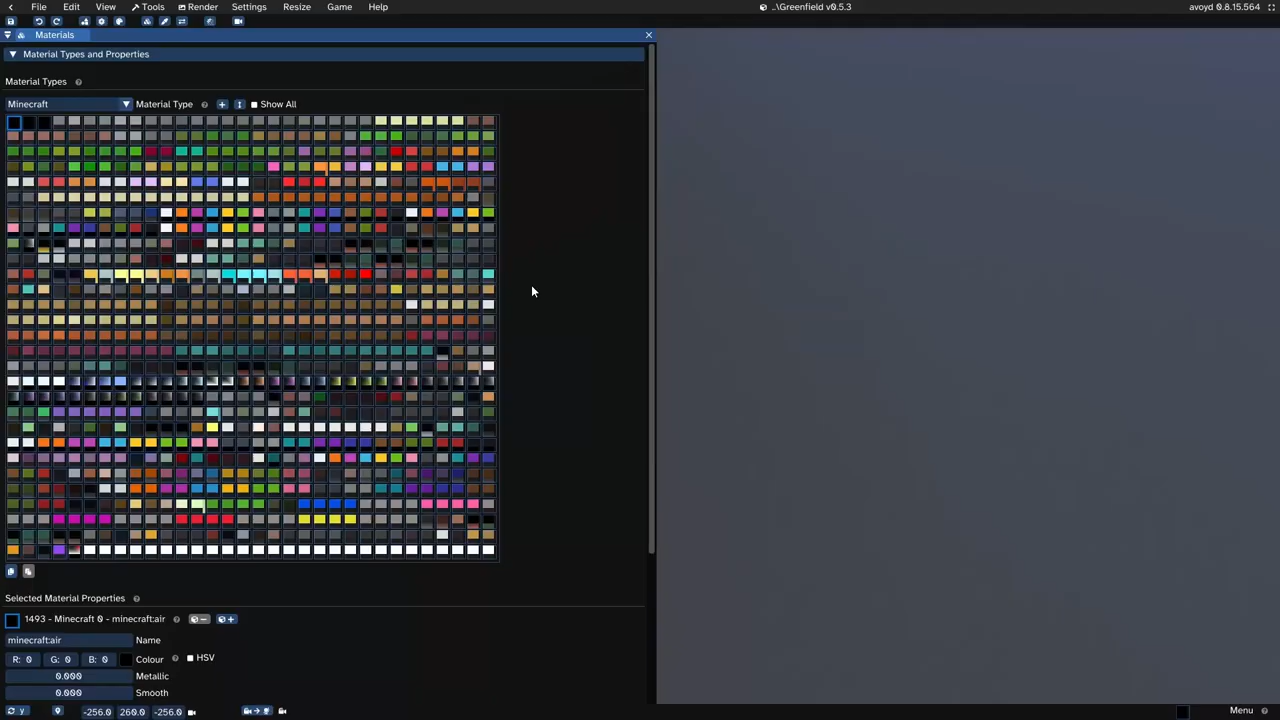 File Edit View Tools Render Settings Resize Game Help ..\Greenfield v0.5.3 avoyd 0.8.15.564
Materials
Material Types and Properties
Material Types
Minecraft Material Type Show All
Selected Material Properties
1493 - Minecraft 0 - minecraft:air
minecraft:air Name
R: 0 G: 0 B: 0 Colour HSV
0.000 Metallic
0.000 Smooth
y -256.0 260.0 -256.0 Menu